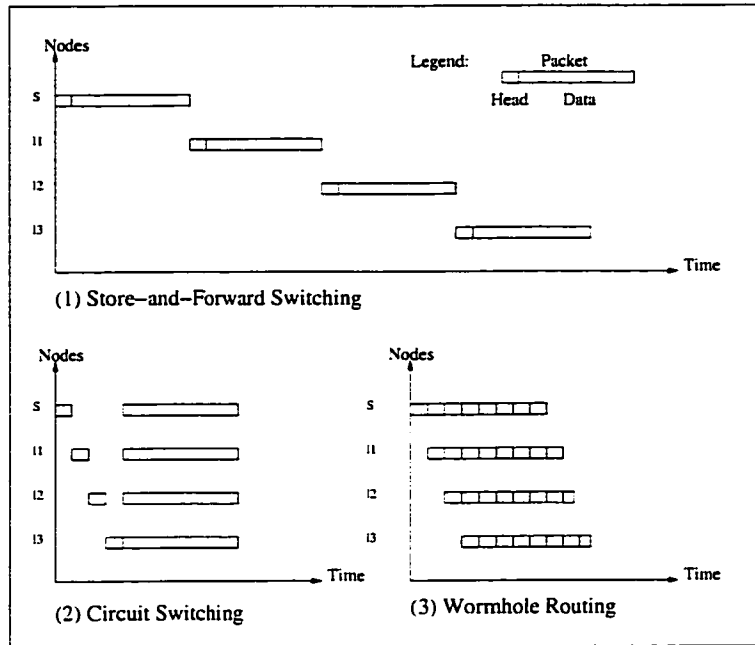 Nodes
Legend: Packet
Head Data
S
I1
I2
I3
Time
(1) Store-and-Forward Switching
Nodes
S
I1
I2
I3
Time
(2) Circuit Switching
Nodes
S
I1
I2
I3
Time
(3) Wormhole Routing